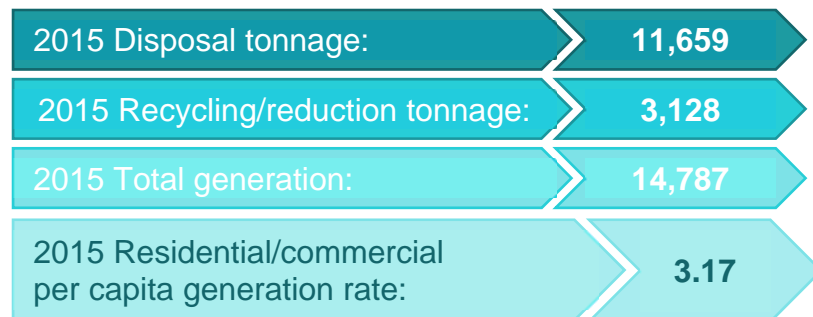 2015 Disposal tonnage: 11,659
2015 Recycling/reduction tonnage: 3,128
2015 Total generation: 14,787
2015 Residential/commercial
per capita generation rate: 3.17